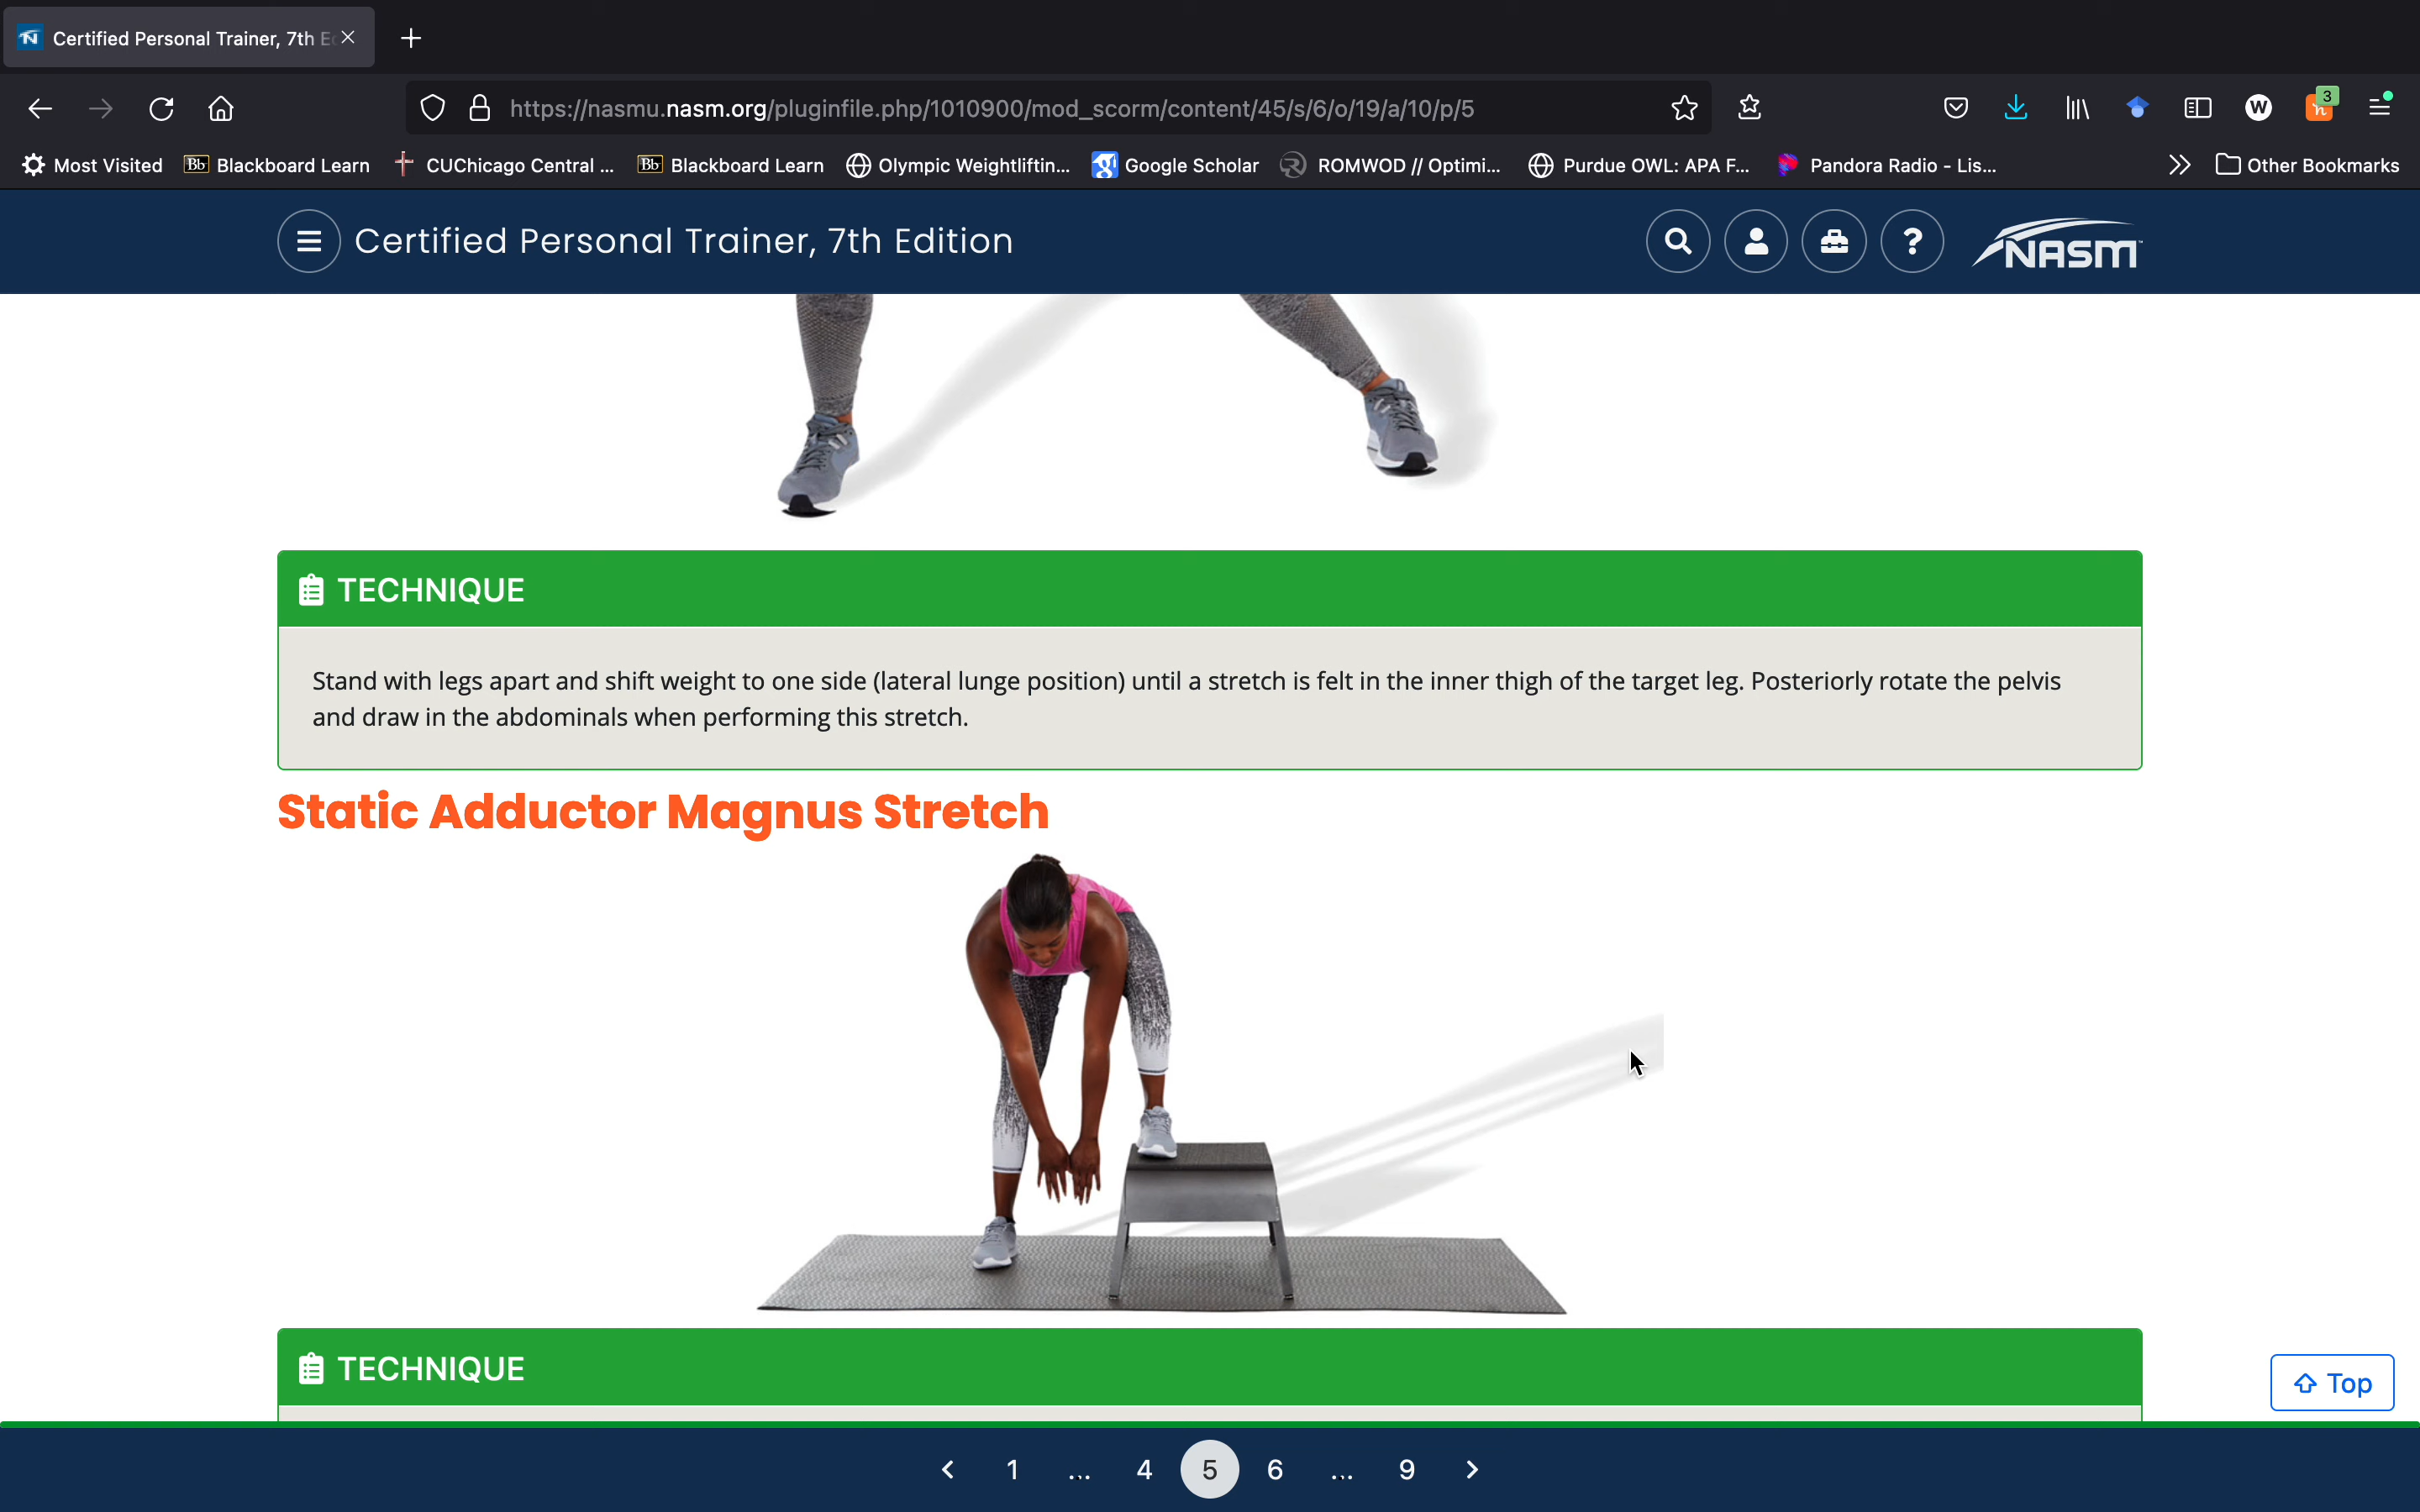 Certified Personal Trainer, 7th Ec
https://nasmu.nasm.org/pluginfile.php/1010900/mod_scorm/content/45/s/6/o/19/a/10/p/5
3
Most Visited Blackboard Learn CUChicago Central ... Blackboard Learn Olympic Weightliftin... Google Scholar ROMWOD // Optimi... Purdue OWL: APA F... Pandora Radio - Lis... Other Bookmarks
Certified Personal Trainer, 7th Edition
NASM
TECHNIQUE
Stand with legs apart and shift weight to one side (lateral lunge position) until a stretch is felt in the inner thigh of the target leg. Posteriorly rotate the pelvis
and draw in the abdominals when performing this stretch.
Static Adductor Magnus Stretch
TECHNIQUE
Top
1 ... 4 5 6 ... 9